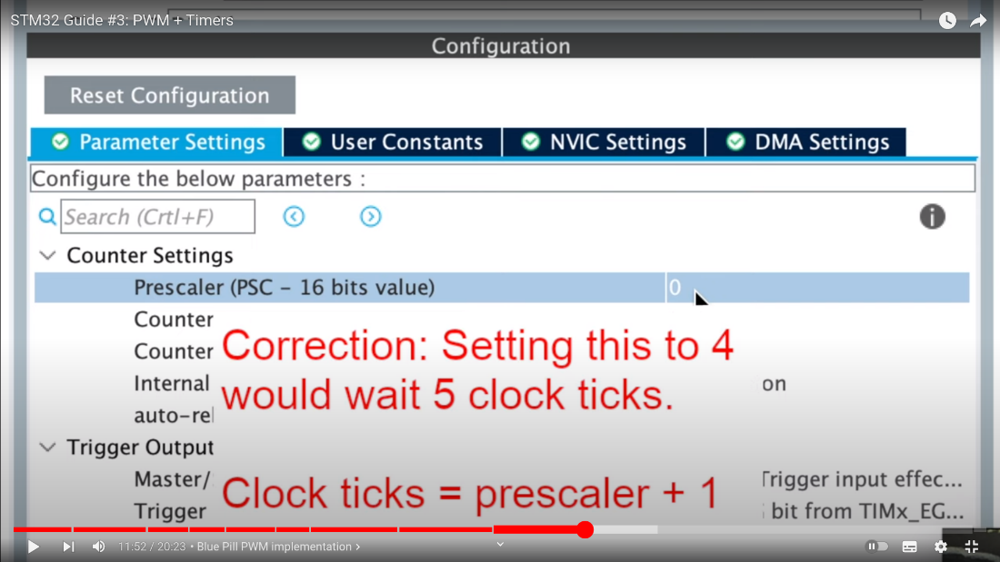 STM32 Guide #3: PWM + Timers
Configuration
Reset Configuration
Parameter Settings User Constants NVIC Settings DMA Settings
Configure the below parameters :
Search (Crtl+F)
Counter Settings
Prescaler (PSC - 16 bits value) 0
Counter
Counter
Correction: Setting this to 4
Internal on
would wait 5 clock ticks.
auto-rel
Trigger Output
Master/ Trigger input effec...
Clock ticks = prescaler + 1
Trigger bit from TIMx_EG...
11:52 / 20:23 • Blue Pill PWM implementation >